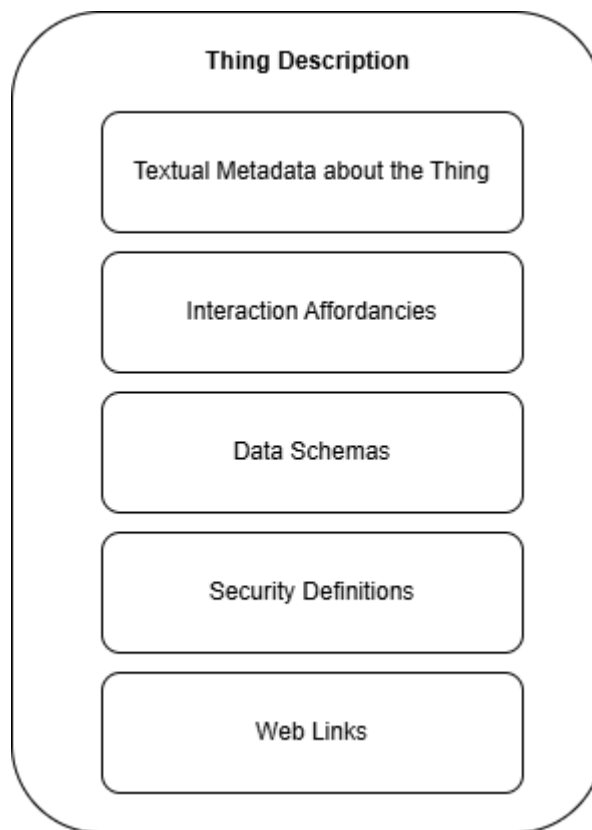 Thing Description
Textual Metadata about the Thing
Interaction Affordancies
Data Schemas
Security Definitions
Web Links